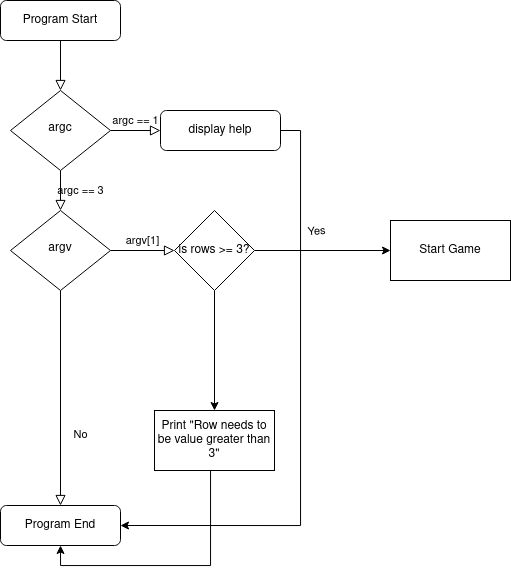 Program Start
argc
argc == 1
display help
argc == 3
argv
argv[1]
is rows >= 3?
Yes
Start Game
Print "Row needs to
be value greater than
3"
No
Program End